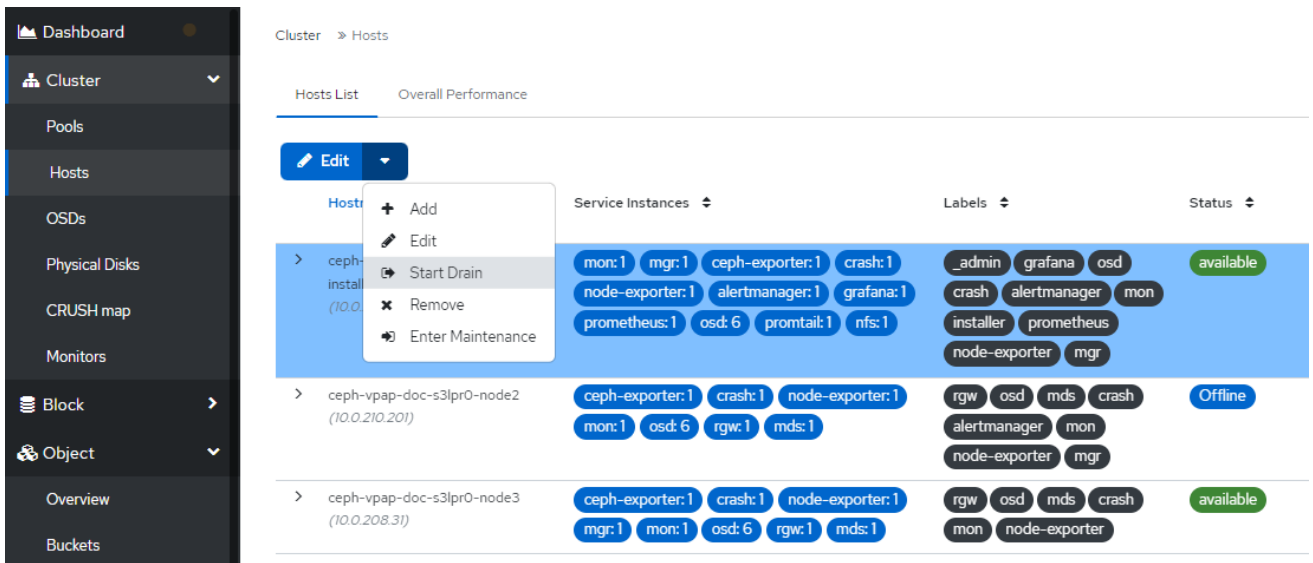 Dashboard
Cluster
Pools
Hosts
OSDs
Physical Disks
CRUSH map
Monitors
Block
Object
Overview
Buckets
Cluster » Hosts
Hosts List Overall Performance
Edit
Add
Edit
Start Drain
Remove
Enter Maintenance
Service Instances Labels Status
mon: 1 mgr: 1 ceph-exporter: 1 crash: 1
node-exporter: 1 alertmanager: 1 grafana: 1
prometheus: 1 osd: 6 promtail: 1 nfs: 1
_admin grafana osd
crash alertmanager mon
installer prometheus
node-exporter mgr
available
ceph-vpap-doc-s3lpr0-node2
(10.0.210.201)
ceph-exporter: 1 crash: 1 node-exporter: 1
mon: 1 osd: 6 rgw: 1 mds: 1
rgw osd mds crash
alertmanager mon
node-exporter mgr
Offline
ceph-vpap-doc-s3lpr0-node3
(10.0.208.31)
ceph-exporter: 1 crash: 1 node-exporter: 1
mgr: 1 mon: 1 osd: 6 rgw: 1 mds: 1
rgw osd mds crash
mon node-exporter
available